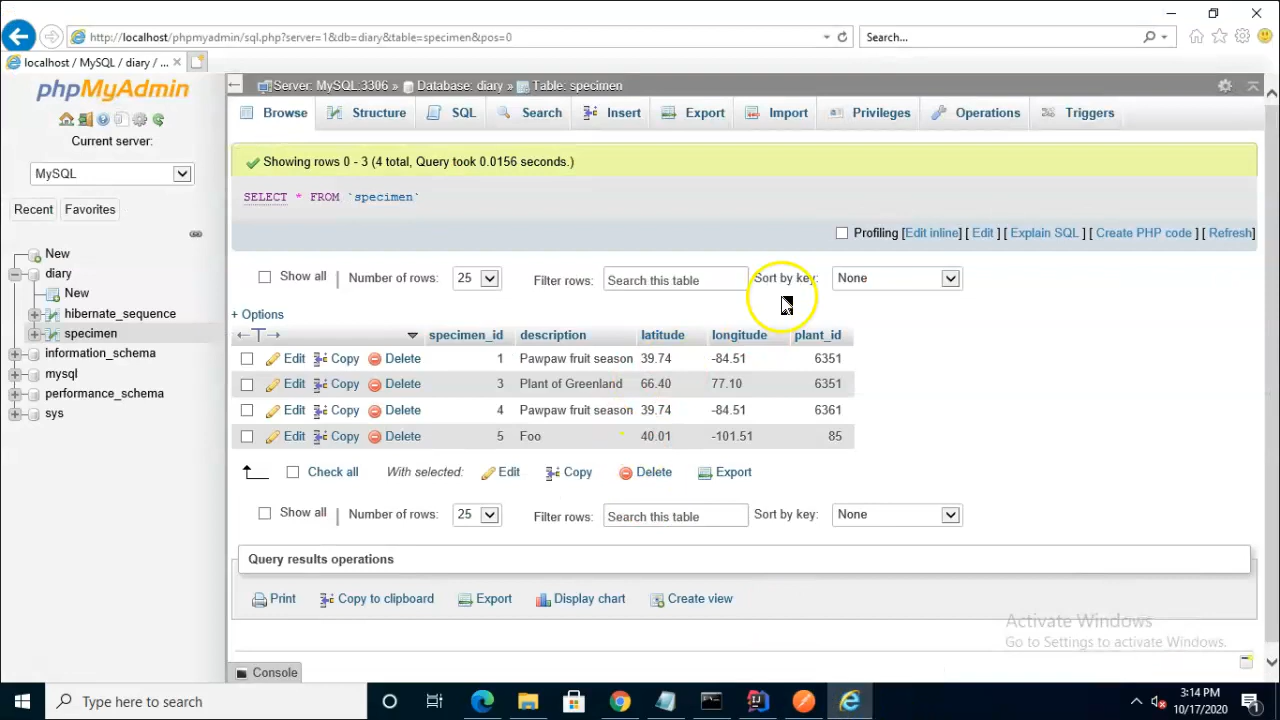 http://localhost/phpmyadmin/sql.php?server=1&db=diary&table=specimen&pos=0
Search...
localhost / MySQL / diary / ...
phpMyAdmin
Current server:
MySQL
Recent Favorites
New
diary
New
hibernate_sequence
specimen
information_schema
mysql
performance_schema
sys
Server: MySQL:3306 » Database: diary » Table: specimen
Browse Structure SQL Search Insert Export Import Privileges Operations Triggers
Showing rows 0 - 3 (4 total, Query took 0.0156 seconds.)
SELECT * FROM `specimen`
Profiling [Edit inline] [ Edit ] [ Explain SQL ] [ Create PHP code ] [ Refresh]
Show all Number of rows: 25 Filter rows: Search this table Sort by key: None
+ Options
←T→ specimen_id description latitude longitude plant_id
Edit Copy Delete 1 Pawpaw fruit season 39.74 -84.51 6351
Edit Copy Delete 3 Plant of Greenland 66.40 77.10 6351
Edit Copy Delete 4 Pawpaw fruit season 39.74 -84.51 6361
Edit Copy Delete 5 Foo 40.01 -101.51 85
Check all With selected: Edit Copy Delete Export
Show all Number of rows: 25 Filter rows: Search this table Sort by key: None
Query results operations
Print Copy to clipboard Export Display chart Create view
Activate Windows
Go to Settings to activate Windows.
Console
Type here to search
3:14 PM
10/17/2020
1